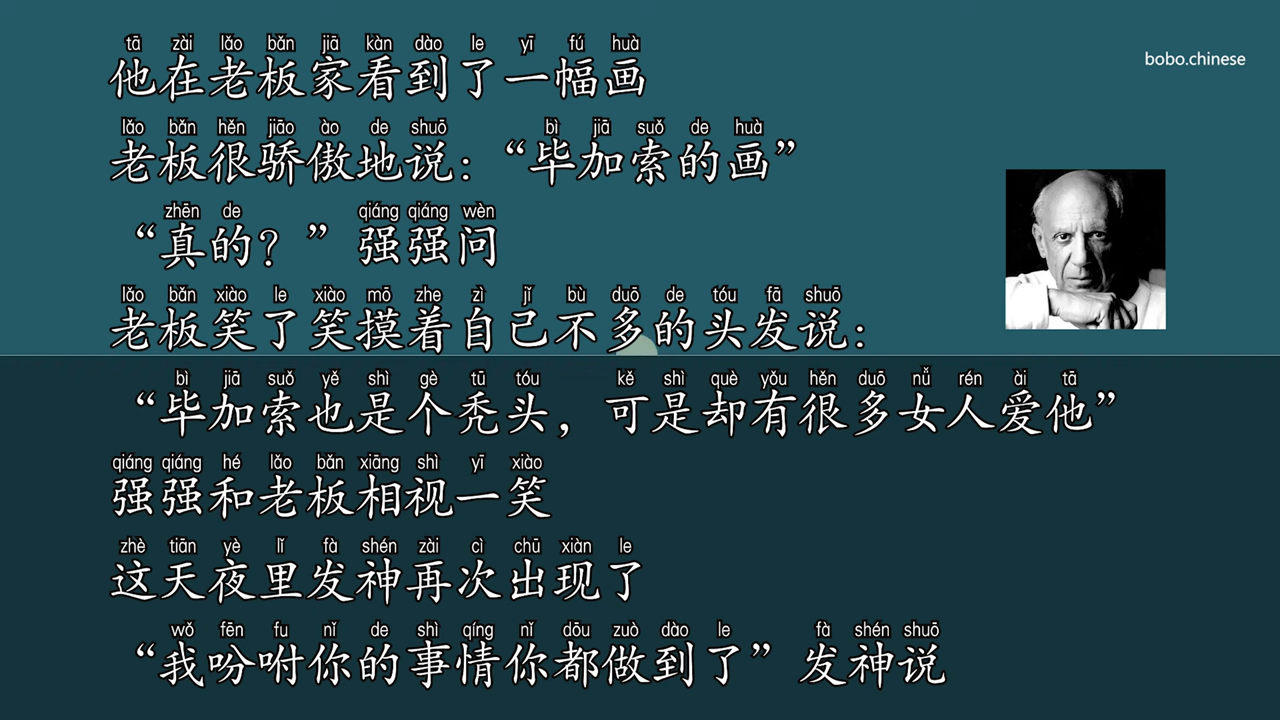 bobo.chinese
tā zài lǎo bǎn jiā kàn dào le yī fú huà
他在老板家看到了一幅画
lǎo bǎn hěn jiāo ào de shuō bì jiā suǒ de huà
老板很骄傲地说：“毕加索的画”
zhēn de qiáng qiáng wèn
“真的？”强强问
lǎo bǎn xiào le xiào mō zhe zì jǐ bù duō de tóu fā shuō
老板笑了笑摸着自己不多的头发说：
bì jiā suǒ yě shì gè tū tóu kě shì què yǒu hěn duō nǚ rén ài tā
“毕加索也是个秃头，可是却有很多女人爱他”
qiáng qiáng hé lǎo bǎn xiāng shì yī xiào
强强和老板相视一笑
zhè tiān yè lǐ fà shén zài cì chū xiàn le
这天夜里发神再次出现了
wǒ fēn fu nǐ de shì qíng nǐ dōu zuò dào le fà shén shuō
“我吩咐你的事情你都做到了”发神说